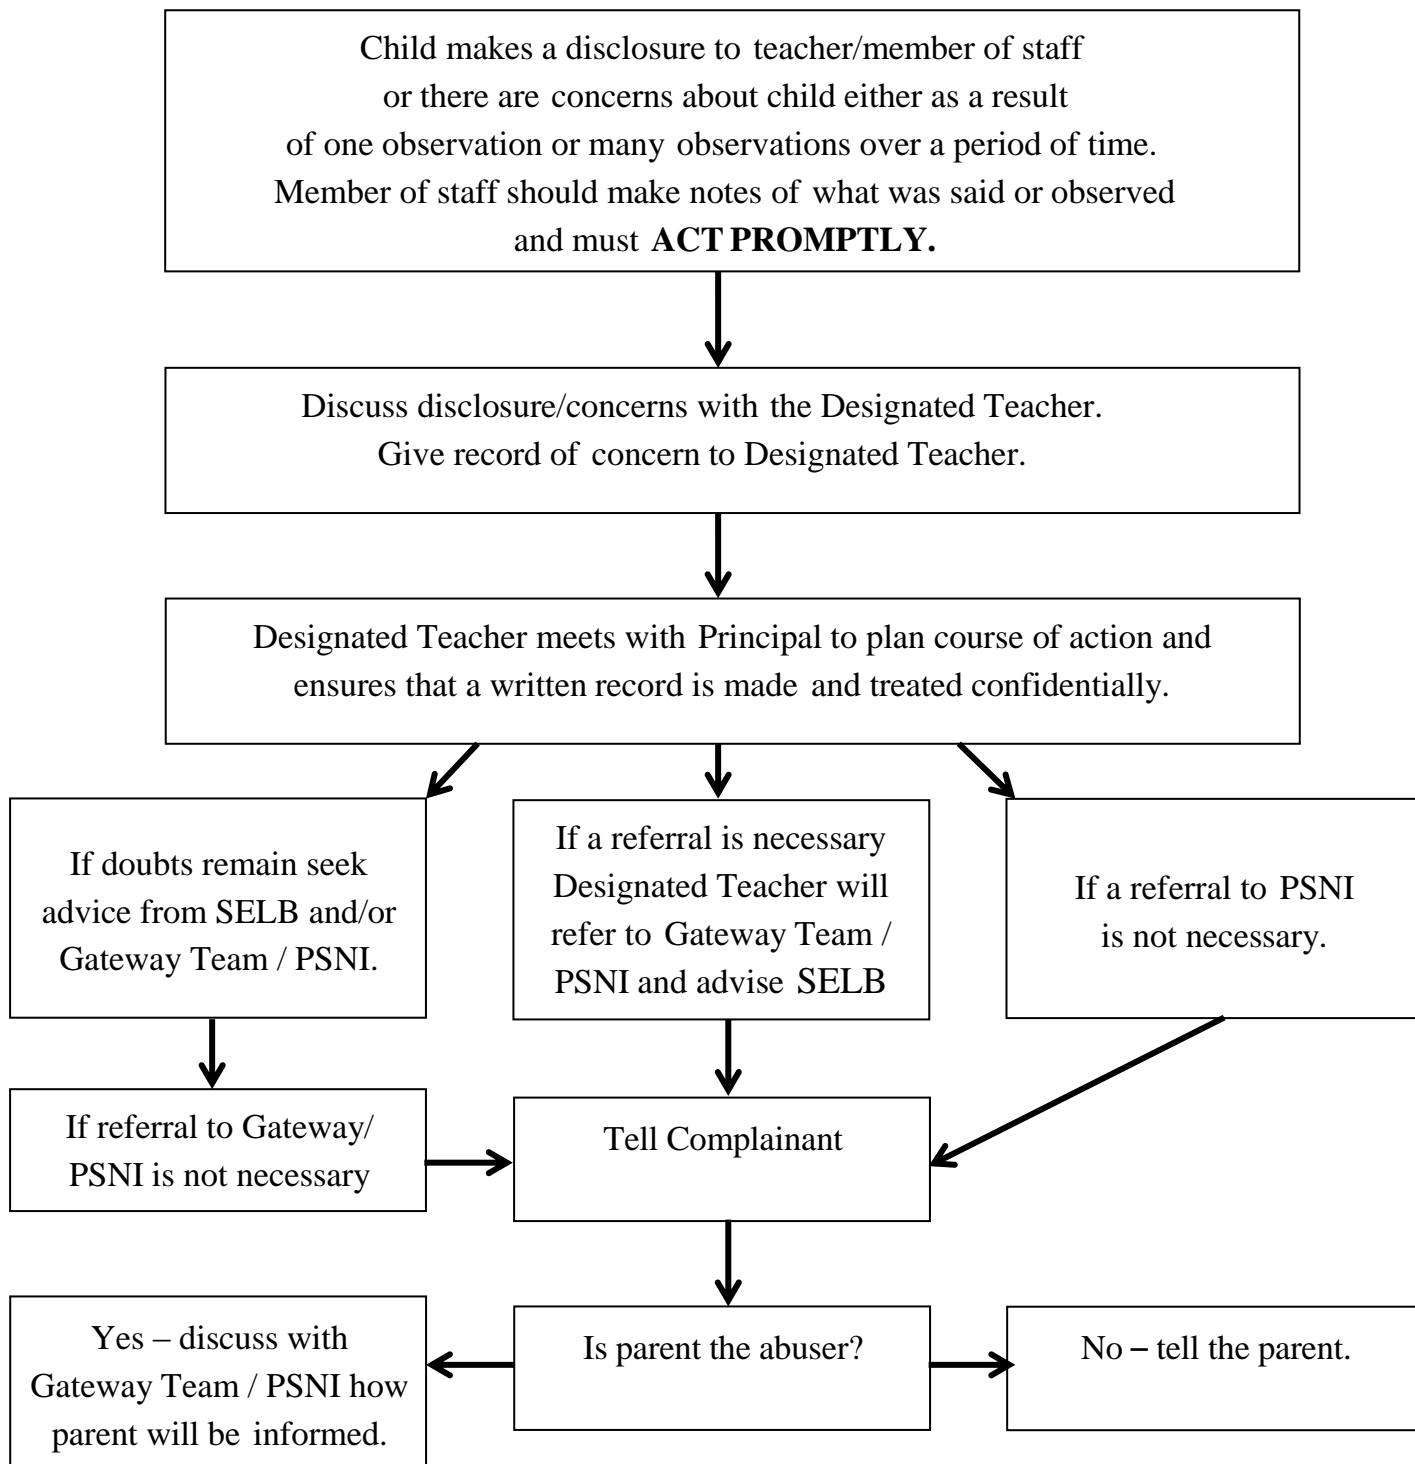 Child makes a disclosure to teacher/member of staff
or there are concerns about child either as a result
of one observation or many observations over a period of time.
Member of staff should make notes of what was said or observed
and must ACT PROMPTLY.
Discuss disclosure/concerns with the Designated Teacher.
Give record of concern to Designated Teacher.
Designated Teacher meets with Principal to plan course of action and
ensures that a written record is made and treated confidentially.
If doubts remain seek
advice from SELB and/or
Gateway Team / PSNI.
If a referral is necessary
Designated Teacher will
refer to Gateway Team /
PSNI and advise SELB
If a referral to PSNI
is not necessary.
If referral to Gateway/
PSNI is not necessary
Tell Complainant
Yes – discuss with
Gateway Team / PSNI how
parent will be informed.
Is parent the abuser?
No – tell the parent.